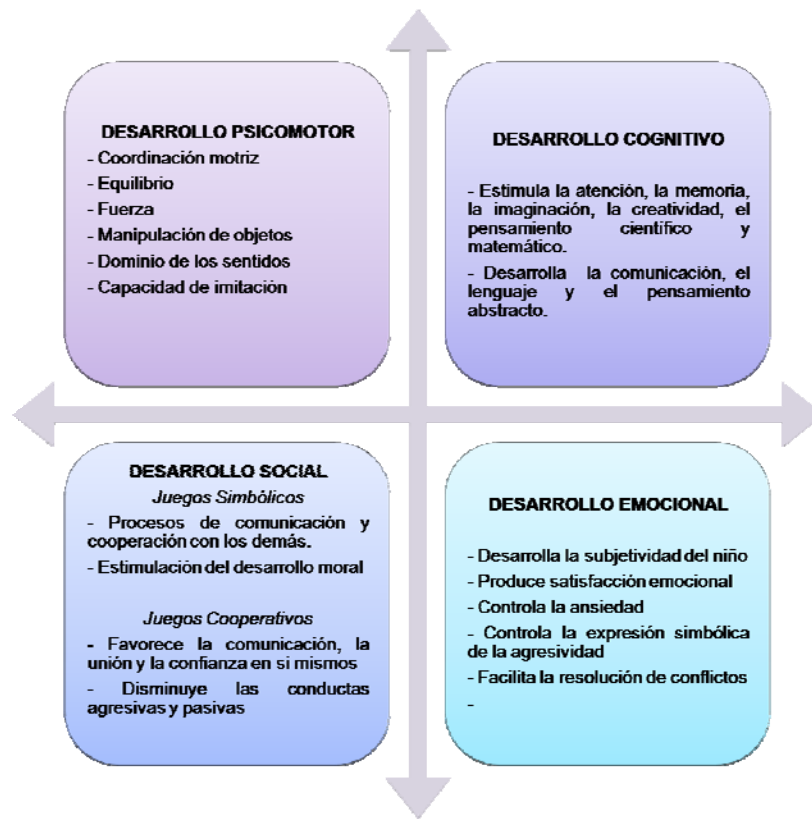 DESARROLLO PSICOMOTOR
- Coordinación motriz
- Equilibrio
- Fuerza
- Manipulación de objetos
- Dominio de los sentidos
- Capacidad de imitación
DESARROLLO COGNITIVO
- Estimula la atención, la memoria,
la imaginación, la creatividad, el
pensamiento científico y
matemático.
- Desarrolla la comunicación, el
lenguaje y el pensamiento
abstracto.
DESARROLLO SOCIAL
Juegos Simbólicos
- Procesos de comunicación y
cooperación con los demás.
- Estimulación del desarrollo moral
Juegos Cooperativos
- Favorece la comunicación, la
unión y la confianza en si mismos
- Disminuye las conductas
agresivas y pasivas
DESARROLLO EMOCIONAL
- Desarrolla la subjetividad del niño
- Produce satisfacción emocional
- Controla la ansiedad
- Controla la expresión simbólica
de la agresividad
- Facilita la resolución de conflictos
-